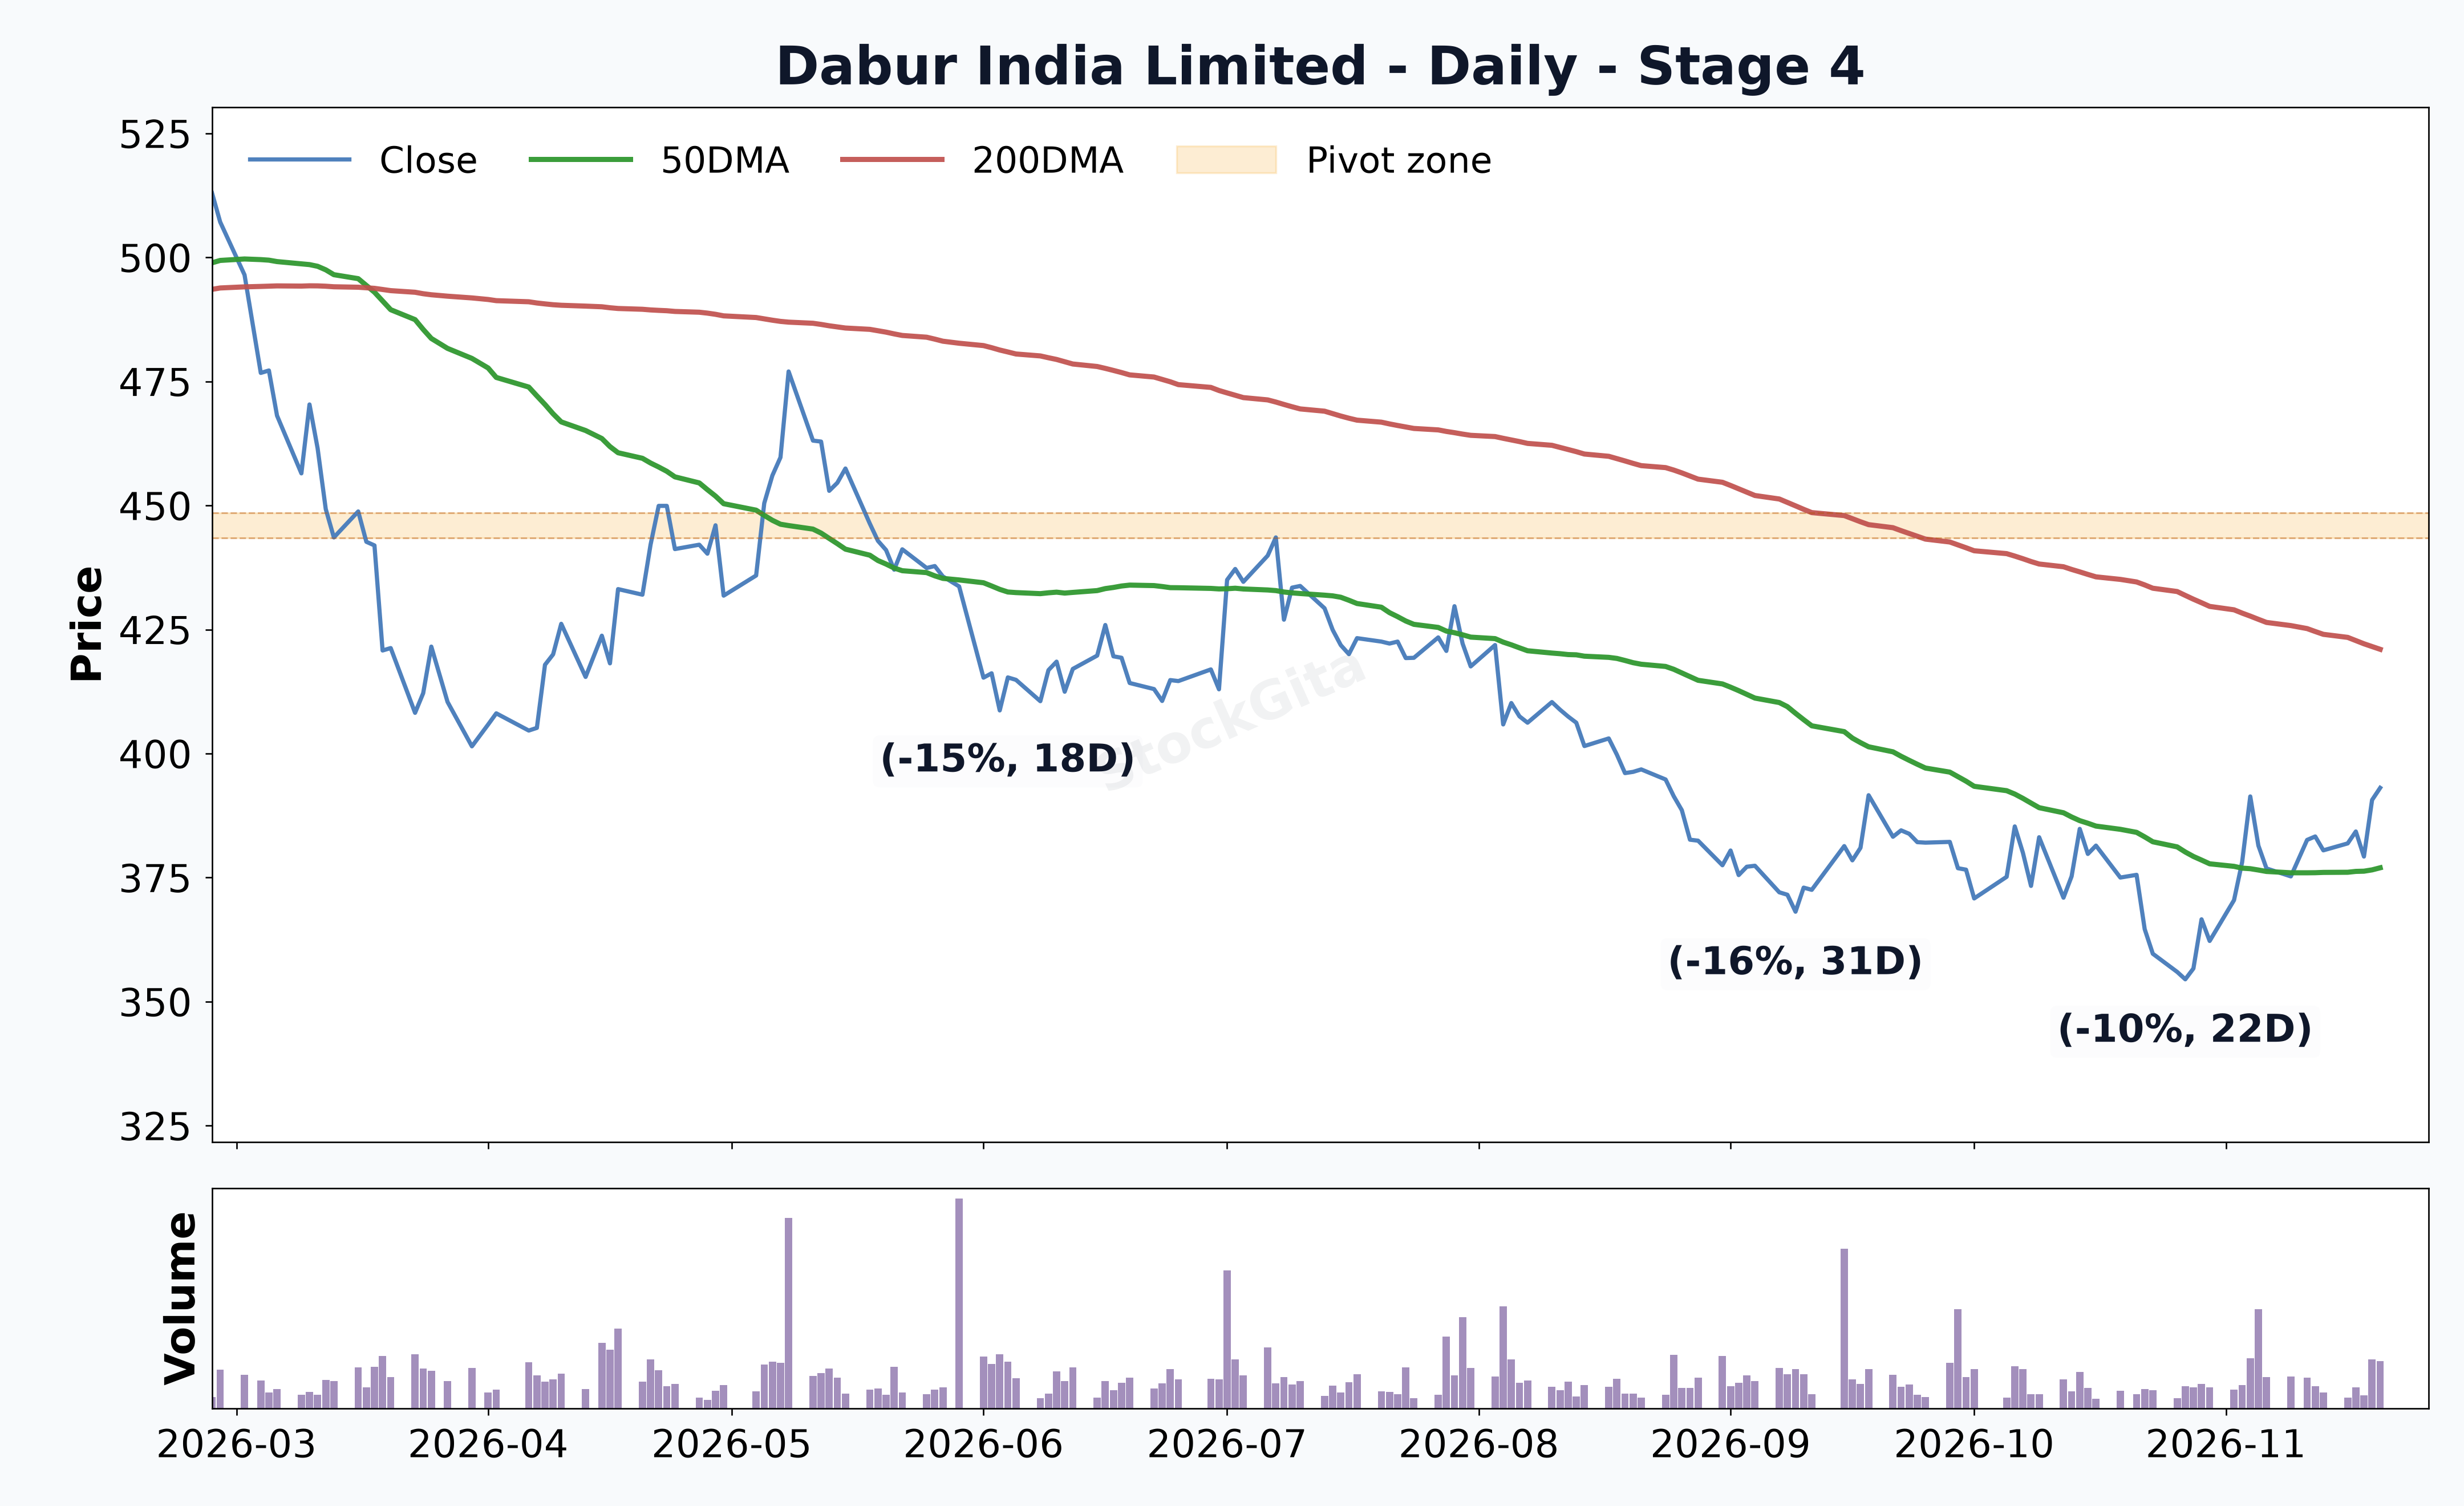 Dabur India Limited - Daily - Stage 4
Close 50DMA 200DMA Pivot zone
Price
525
500
475
450
425
400
375
350
325
StockGita
(-15%, 18D)
(-16%, 31D)
(-10%, 22D)
Volume
2026-03 2026-04 2026-05 2026-06 2026-07 2026-08 2026-09 2026-10 2026-11